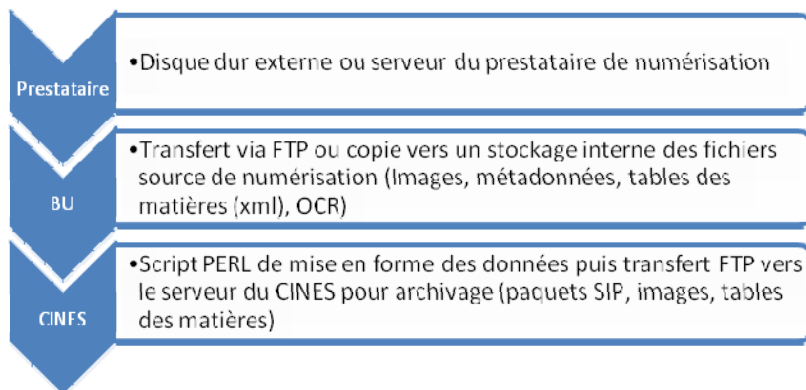 Prestataire
•Disque dur externe ou serveur du prestataire de numérisation
BU
•Transfert via FTP ou copie vers un stockage interne des fichiers
source de numérisation (Images, métadonnées, tables des
matières (xml), OCR)
CINES
•Script PERL de mise en forme des données puis transfert FTP vers
le serveur du CINES pour archivage (paquets SIP, images, tables
des matières)